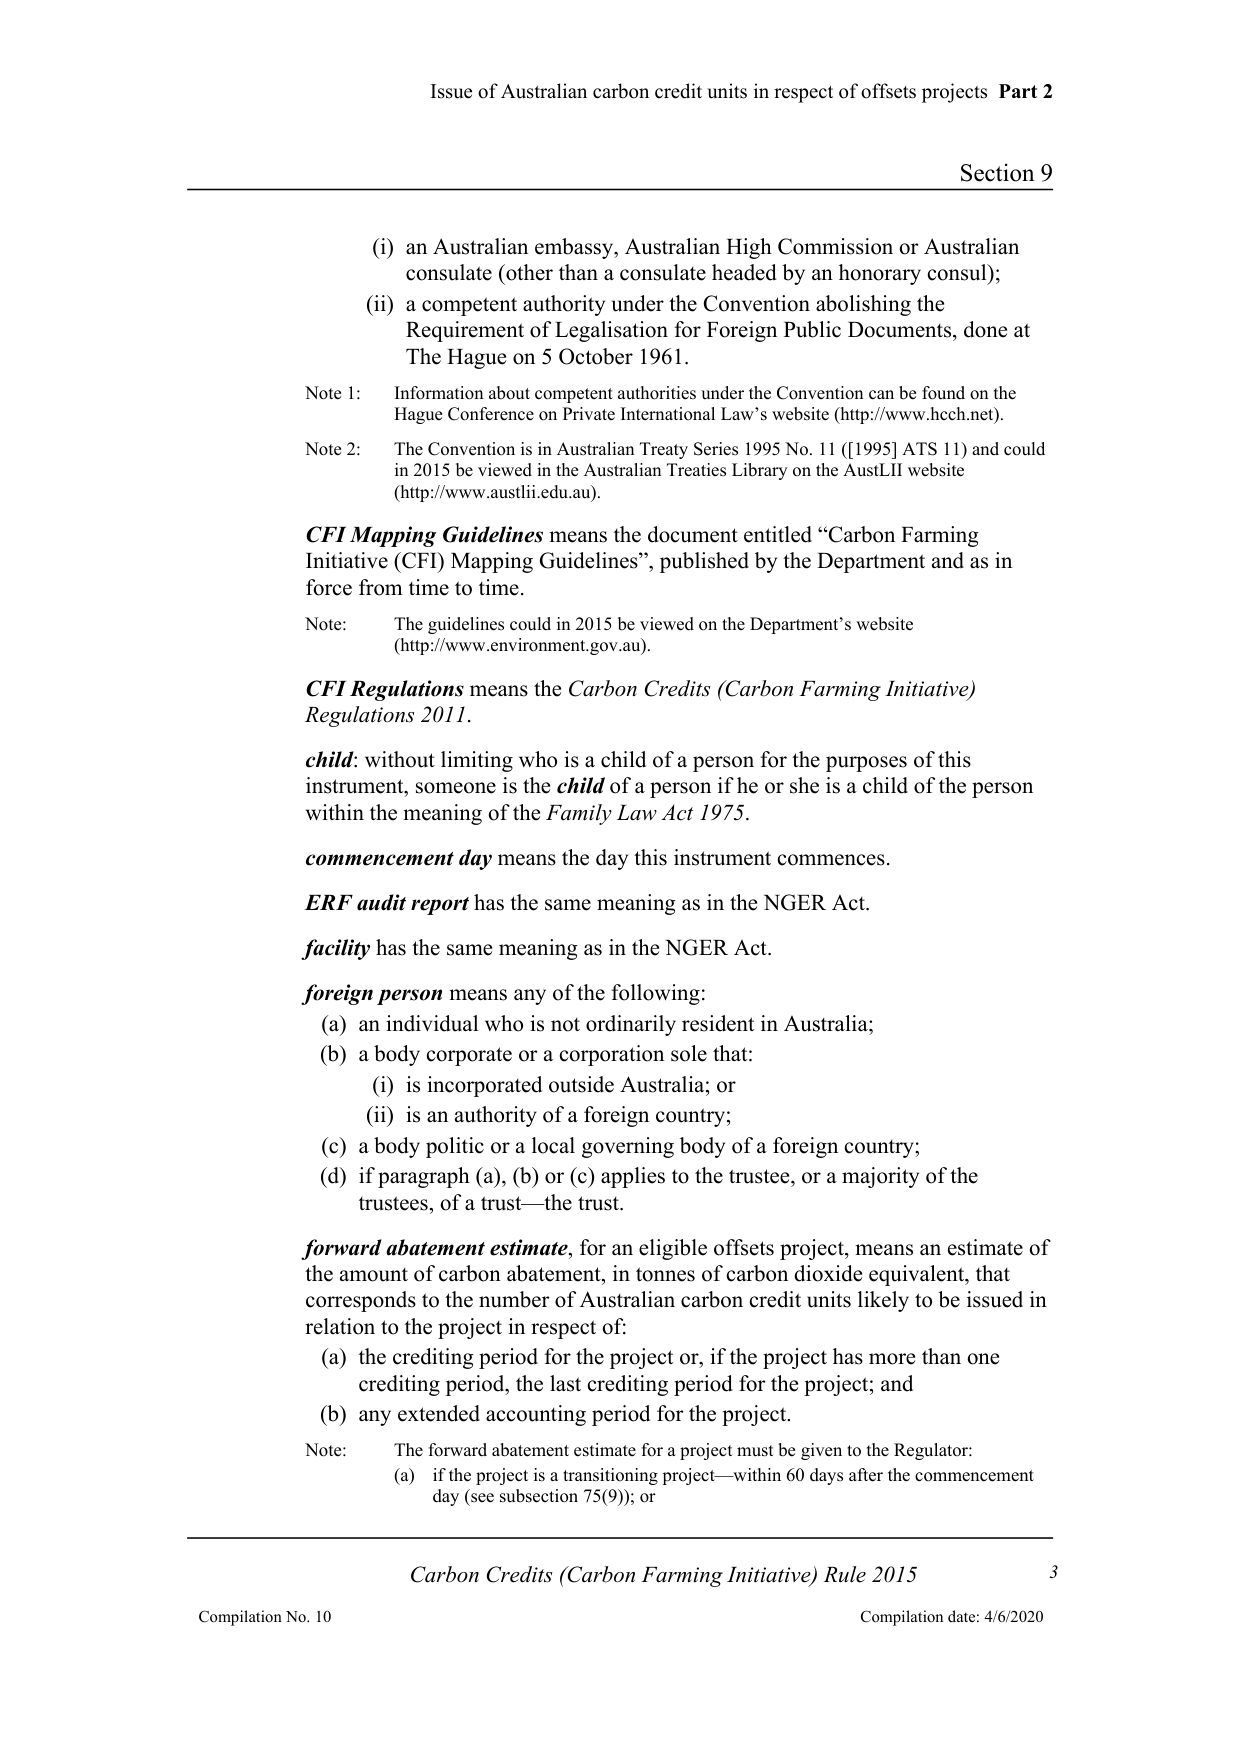 Issue of Australian carbon credit units in respect of offsets projects Part 2
Section 9
(i) an Australian embassy, Australian High Commission or Australian
consulate (other than a consulate headed by an honorary consul);
(ii) a competent authority under the Convention abolishing the
Requirement of Legalisation for Foreign Public Documents, done at
The Hague on 5 October 1961.
Note 1: Information about competent authorities under the Convention can be found on the
Hague Conference on Private International Law’s website (http://www.hcch.net).
Note 2: The Convention is in Australian Treaty Series 1995 No. 11 ([1995] ATS 11) and could
in 2015 be viewed in the Australian Treaties Library on the AustLII website
(http://www.austlii.edu.au).
CFI Mapping Guidelines means the document entitled “Carbon Farming
Initiative (CFI) Mapping Guidelines”, published by the Department and as in
force from time to time.
Note: The guidelines could in 2015 be viewed on the Department’s website
(http://www.environment.gov.au).
CFI Regulations means the Carbon Credits (Carbon Farming Initiative)
Regulations 2011.
child: without limiting who is a child of a person for the purposes of this
instrument, someone is the child of a person if he or she is a child of the person
within the meaning of the Family Law Act 1975.
commencement day means the day this instrument commences.
ERF audit report has the same meaning as in the NGER Act.
facility has the same meaning as in the NGER Act.
foreign person means any of the following:
(a) an individual who is not ordinarily resident in Australia;
(b) a body corporate or a corporation sole that:
(i) is incorporated outside Australia; or
(ii) is an authority of a foreign country;
(c) a body politic or a local governing body of a foreign country;
(d) if paragraph (a), (b) or (c) applies to the trustee, or a majority of the
trustees, of a trust—the trust.
forward abatement estimate, for an eligible offsets project, means an estimate of
the amount of carbon abatement, in tonnes of carbon dioxide equivalent, that
corresponds to the number of Australian carbon credit units likely to be issued in
relation to the project in respect of:
(a) the crediting period for the project or, if the project has more than one
crediting period, the last crediting period for the project; and
(b) any extended accounting period for the project.
Note: The forward abatement estimate for a project must be given to the Regulator:
(a) if the project is a transitioning project—within 60 days after the commencement
day (see subsection 75(9)); or
Carbon Credits (Carbon Farming Initiative) Rule 2015 3
Compilation No. 10 Compilation date: 4/6/2020